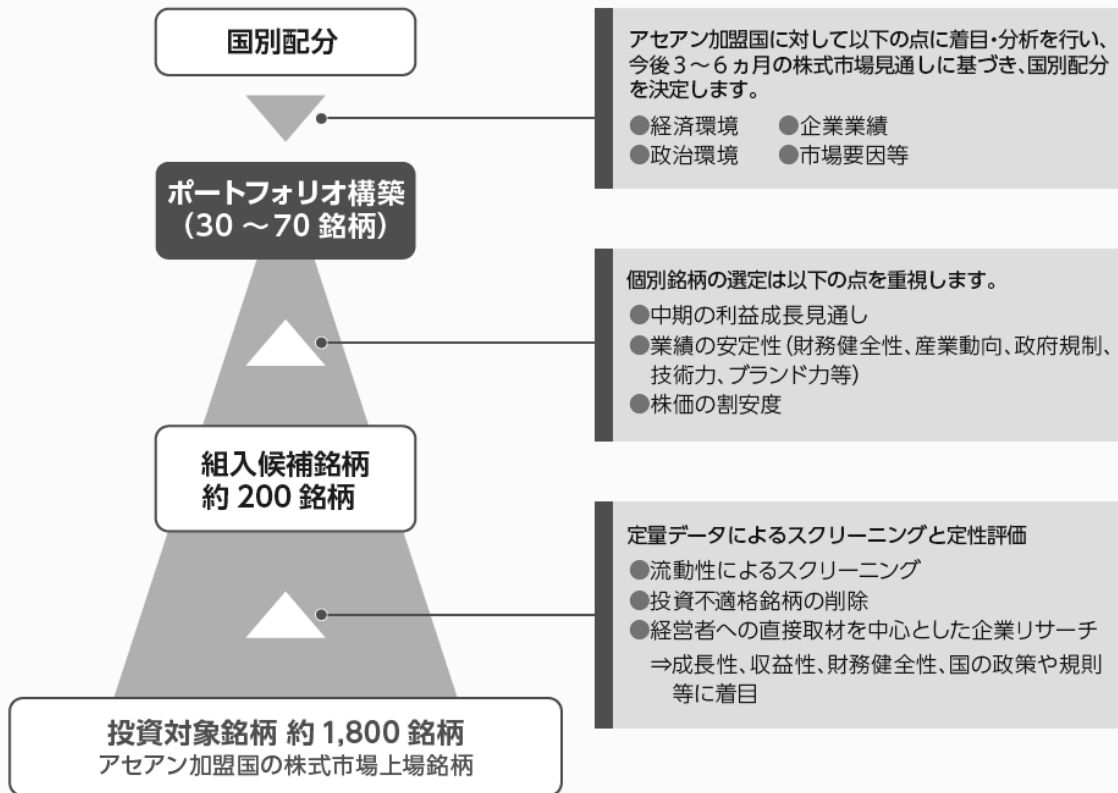 国別配分
アセアン加盟国に対して以下の点に着目・分析を行い、
今後3～6ヵ月の株式市場見通しに基づき、国別配分
を決定します。
●経済環境 ●企業業績
●政治環境 ●市場要因等
ポートフォリオ構築
（30～70銘柄）
個別銘柄の選定は以下の点を重視します。
●中期の利益成長見通し
●業績の安定性（財務健全性、産業動向、政府規制、
技術力、ブランド力等）
●株価の割安度
組入候補銘柄
約200銘柄
定量データによるスクリーニングと定性評価
●流動性によるスクリーニング
●投資不適格銘柄の削除
●経営者への直接取材を中心とした企業リサーチ
⇒成長性、収益性、財務健全性、国の政策や規則
等に着目
投資対象銘柄 約1,800銘柄
アセアン加盟国の株式市場上場銘柄